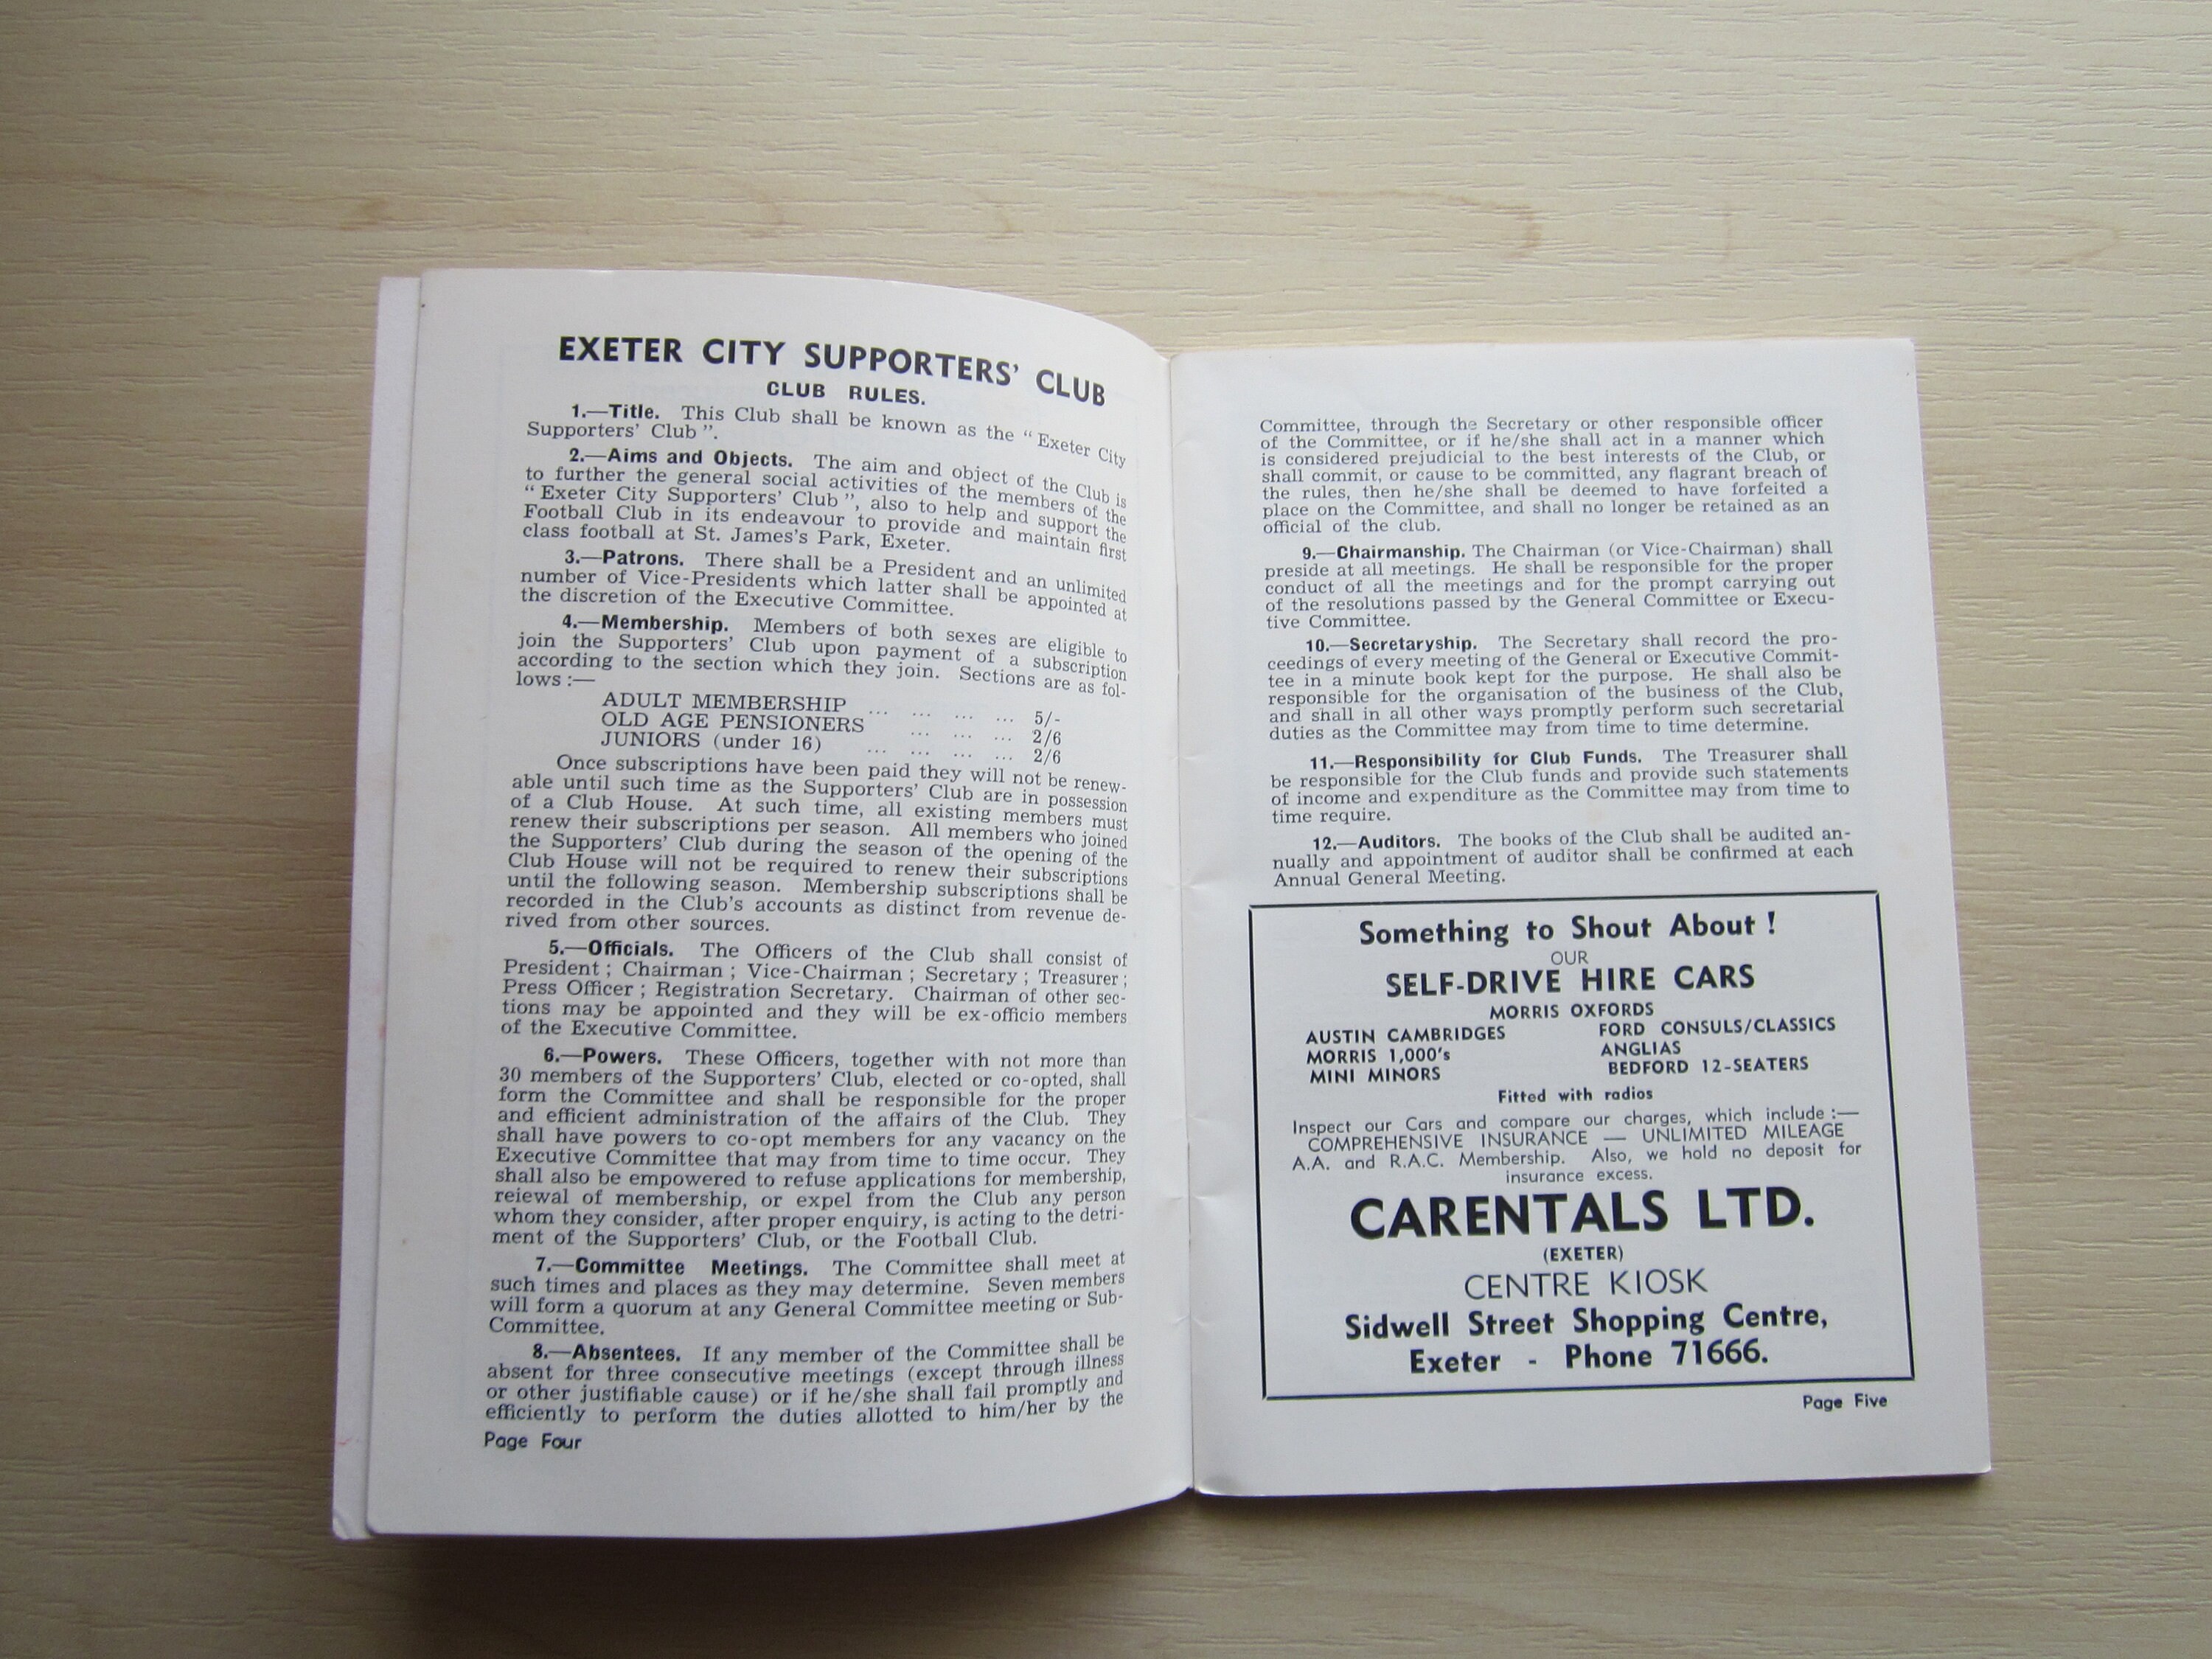 EXETER CITY SUPPORTERS' CLUB
CLUB RULES.
1.—Title. This Club shall be known as the " Exeter City
Supporters' Club ".
2.—Aims and Objects. The aim and object of the Club is
to further the general social activities of the members of the
" Exeter City Supporters' Club ", also to help and support the
Football Club in its endeavour to provide and maintain first
class football at St. James's Park, Exeter.
3.—Patrons. There shall be a President and an unlimited
number of Vice-Presidents which latter shall be appointed at
the discretion of the Executive Committee.
4.—Membership. Members of both sexes are eligible to
join the Supporters' Club upon payment of a subscription
according to the section which they join. Sections are as fol-
lows :—
ADULT MEMBERSHIP ... ... ... ... 5/-
OLD AGE PENSIONERS ... ... ... 2/6
JUNIORS (under 16) ... ... ... ... 2/6
Once subscriptions have been paid they will not be renew-
able until such time as the Supporters' Club are in possession
of a Club House. At such time, all existing members must
renew their subscriptions per season. All members who joined
the Supporters' Club during the season of the opening of the
Club House will not be required to renew their subscriptions
until the following season. Membership subscriptions shall be
recorded in the Club's accounts as distinct from revenue de-
rived from other sources.
5.—Officials. The Officers of the Club shall consist of
President ; Chairman ; Vice-Chairman ; Secretary ; Treasurer ;
Press Officer ; Registration Secretary. Chairman of other sec-
tions may be appointed and they will be ex-officio members
of the Executive Committee.
6.—Powers. These Officers, together with not more than
30 members of the Supporters' Club, elected or co-opted, shall
form the Committee and shall be responsible for the proper
and efficient administration of the affairs of the Club. They
shall have powers to co-opt members for any vacancy on the
Executive Committee that may from time to time occur. They
shall also be empowered to refuse applications for membership,
reiewal of membership, or expel from the Club any person
whom they consider, after proper enquiry, is acting to the detri-
ment of the Supporters' Club, or the Football Club.
7.—Committee Meetings. The Committee shall meet at
such times and places as they may determine. Seven members
will form a quorum at any General Committee meeting or Sub-
Committee.
8.—Absentees. If any member of the Committee shall be
absent for three consecutive meetings (except through illness
or other justifiable cause) or if he/she shall fail promptly and
efficiently to perform the duties allotted to him/her by the
Page Four
Committee, through the Secretary or other responsible officer
of the Committee, or if he/she shall act in a manner which
is considered prejudicial to the best interests of the Club, or
shall commit, or cause to be committed, any flagrant breach of
the rules, then he/she shall be deemed to have forfeited a
place on the Committee, and shall no longer be retained as an
official of the club.
9.—Chairmanship. The Chairman (or Vice-Chairman) shall
preside at all meetings. He shall be responsible for the proper
conduct of all the meetings and for the prompt carrying out
of the resolutions passed by the General Committee or Execu-
tive Committee.
10.—Secretaryship. The Secretary shall record the pro-
ceedings of every meeting of the General or Executive Commit-
tee in a minute book kept for the purpose. He shall also be
responsible for the organisation of the business of the Club,
and shall in all other ways promptly perform such secretarial
duties as the Committee may from time to time determine.
11.—Responsibility for Club Funds. The Treasurer shall
be responsible for the Club funds and provide such statements
of income and expenditure as the Committee may from time to
time require.
12.—Auditors. The books of the Club shall be audited an-
nually and appointment of auditor shall be confirmed at each
Annual General Meeting.
Something to Shout About !
OUR
SELF-DRIVE HIRE CARS
MORRIS OXFORDS
AUSTIN CAMBRIDGES FORD CONSULS/CLASSICS
MORRIS 1,000's ANGLIAS
MINI MINORS BEDFORD 12-SEATERS
Fitted with radios
Inspect our Cars and compare our charges, which include :—
COMPREHENSIVE INSURANCE — UNLIMITED MILEAGE
A.A. and R.A.C. Membership. Also, we hold no deposit for
insurance excess.
CARENTALS LTD.
(EXETER)
CENTRE KIOSK
Sidwell Street Shopping Centre,
Exeter - Phone 71666.
Page Five